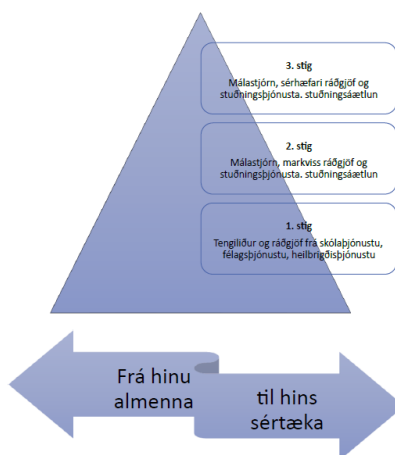 3. stig
Málastjórn, sérhæfari ráðgjöf og
stuðningsþjónusta. stuðningsáætlun
2. stig
Málastjórn, markviss ráðgjöf og
stuðningsþjónusta. stuðningsáætlun
1. stig
Tengiliður og ráðgjöf frá skólaþjónustu,
félagsþjónustu, heilbrigðisþjónustu
Frá hinu
almenna
til hins
sértæka